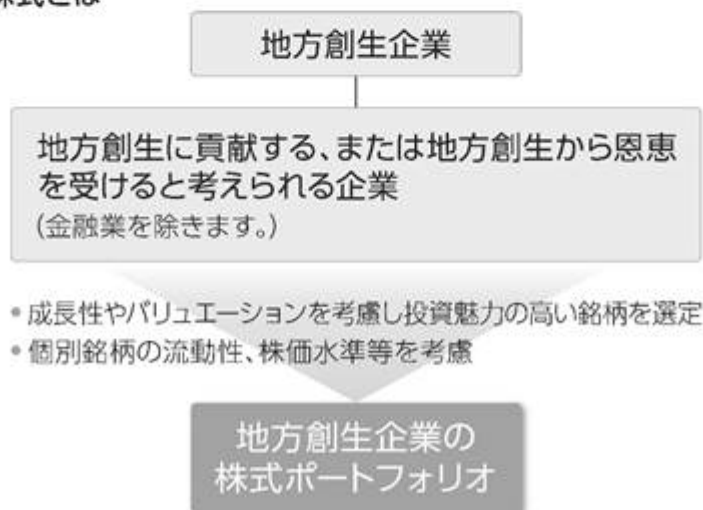 株式とは
地方創生企業
地方創生に貢献する、または地方創生から恩恵
を受けると考えられる企業
(金融業を除きます。)
• 成長性やバリュエーションを考慮し投資魅力の高い銘柄を選定
• 個別銘柄の流動性、株価水準等を考慮
地方創生企業の
株式ポートフォリオ